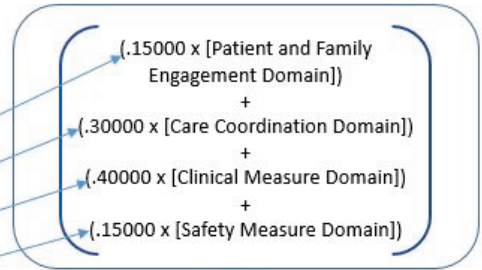 (.15000 x [Patient and Family
Engagement Domain])
+
(.30000 x [Care Coordination Domain])
+
(.40000 x [Clinical Measure Domain])
+
(.15000 x [Safety Measure Domain])